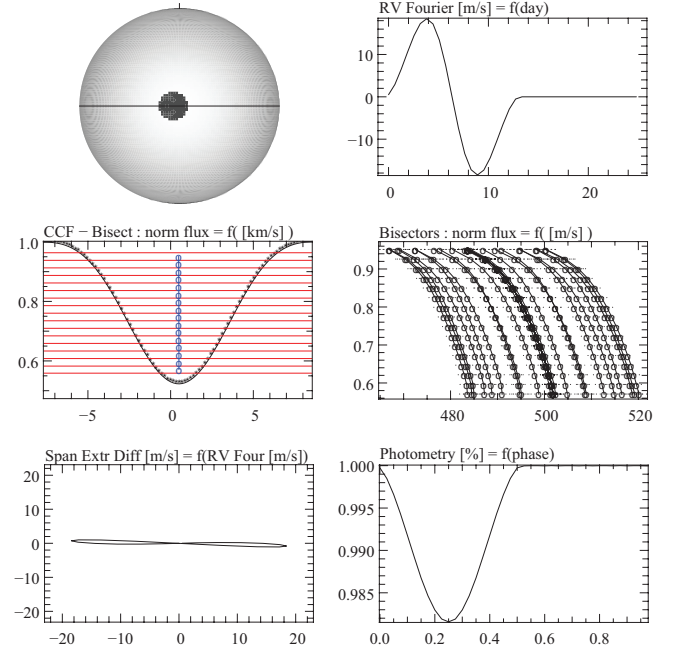 RV Fourier [m/s] = f(day)
10
0
−10
0 10 20
CCF − Bisect : norm flux = f( [km/s] )
1.0
0.8
0.6
−5 0 5
Bisectors : norm flux = f( [m/s] )
0.9
0.8
0.7
0.6
480 500 520
Span Extr Diff [m/s] = f(RV Four [m/s])
20
10
0
−10
−20
−20 −10 0 10 20
Photometry [%] = f(phase)
1.000
0.995
0.990
0.985
0.0 0.2 0.4 0.6 0.8